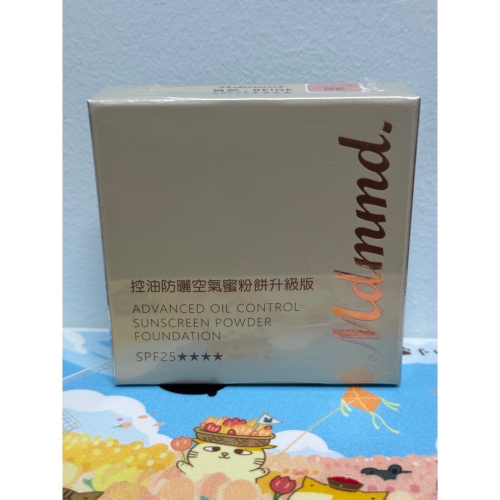 Mdmmd.
Mdmmd.
控油防曬空氣蜜粉餅升級版
ADVANCED OIL CONTROL
SUNSCREEN POWDER
FOUNDATION
SPF25★★★★